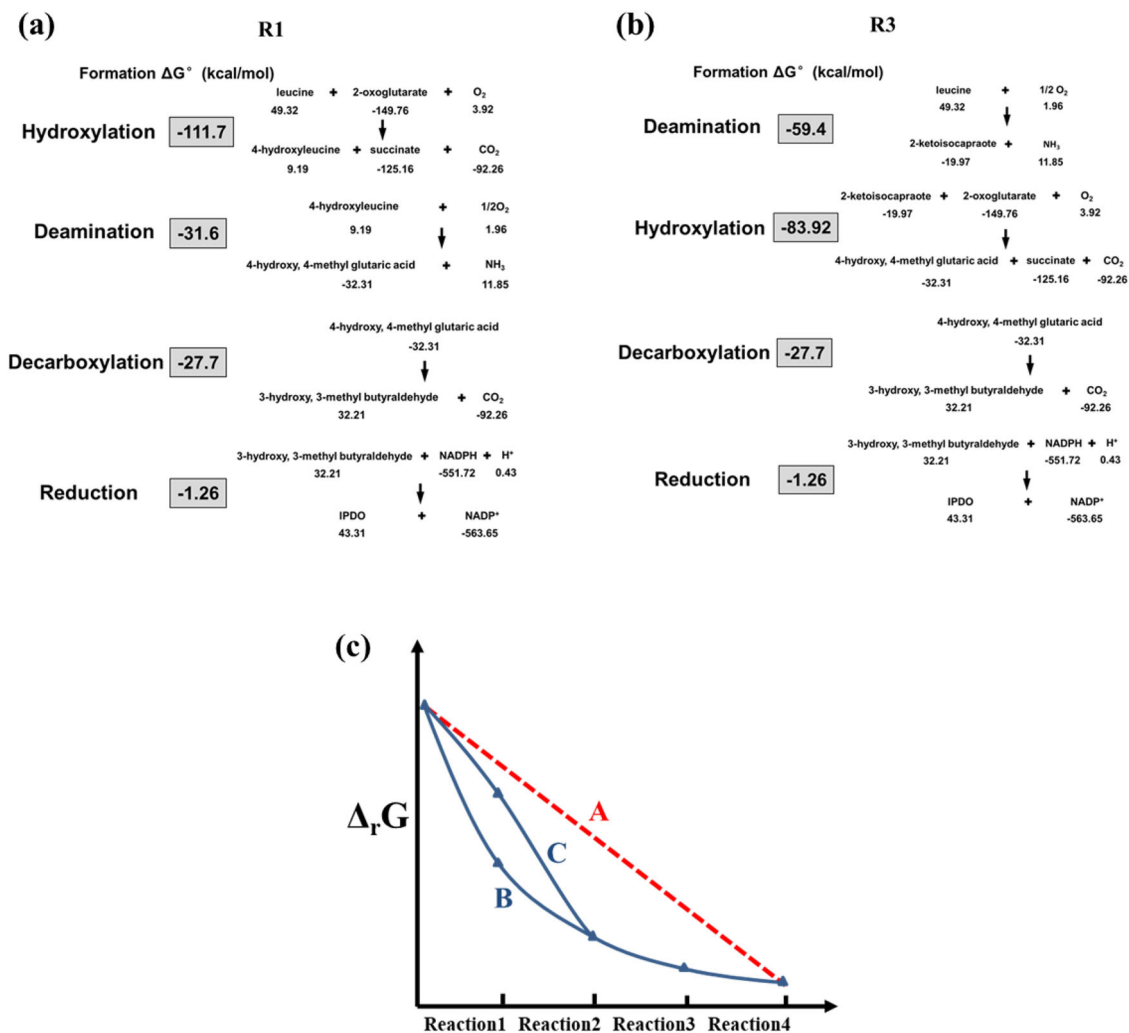 (a)
R1
Formation ΔG° (kcal/mol)
leucine + 2-oxoglutarate + O₂
49.32 -149.76 3.92
Hydroxylation -111.7
4-hydroxyleucine + succinate + CO₂
9.19 -125.16 -92.26
4-hydroxyleucine + 1/2O₂
9.19 1.96
Deamination -31.6
4-hydroxy, 4-methyl glutaric acid + NH₃
-32.31 11.85
4-hydroxy, 4-methyl glutaric acid
-32.31
Decarboxylation -27.7
3-hydroxy, 3-methyl butyraldehyde + CO₂
32.21 -92.26
3-hydroxy, 3-methyl butyraldehyde + NADPH + H⁺
32.21 -551.72 0.43
Reduction -1.26
IPDO + NADP⁺
43.31 -563.65
(b)
R3
Formation ΔG° (kcal/mol)
leucine + 1/2 O₂
49.32 1.96
Deamination -59.4
2-ketoisocapraote + NH₃
-19.97 11.85
2-ketoisocapraote + 2-oxoglutarate + O₂
-19.97 -149.76 3.92
Hydroxylation -83.92
4-hydroxy, 4-methyl glutaric acid + succinate + CO₂
-32.31 -125.16 -92.26
4-hydroxy, 4-methyl glutaric acid
-32.31
Decarboxylation -27.7
3-hydroxy, 3-methyl butyraldehyde + CO₂
32.21 -92.26
3-hydroxy, 3-methyl butyraldehyde + NADPH + H⁺
32.21 -551.72 0.43
Reduction -1.26
IPDO + NADP⁺
43.31 -563.65
(c)
ΔᵣG
A
C
B
Reaction1 Reaction2 Reaction3 Reaction4